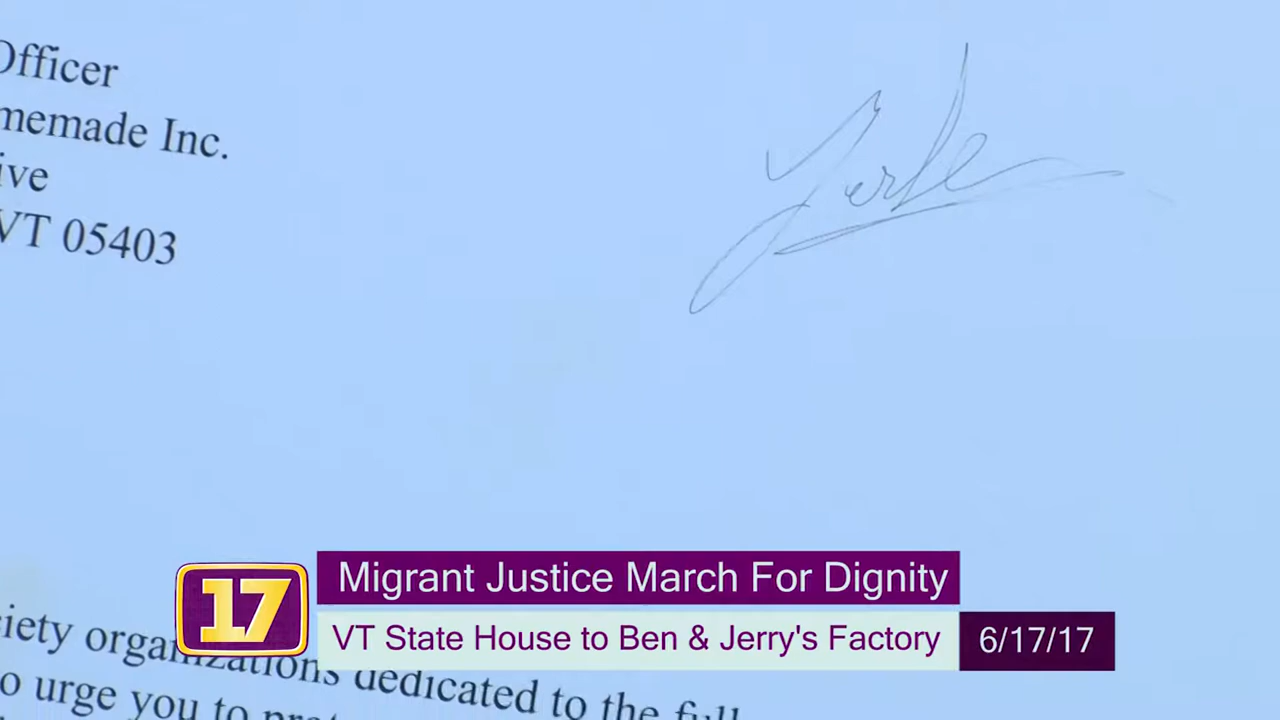 Officer
memade Inc.
ive
VT 05403
17
Migrant Justice March For Dignity
VT State House to Ben & Jerry's Factory
6/17/17
iety organizations dedicated to the full
o urge you to